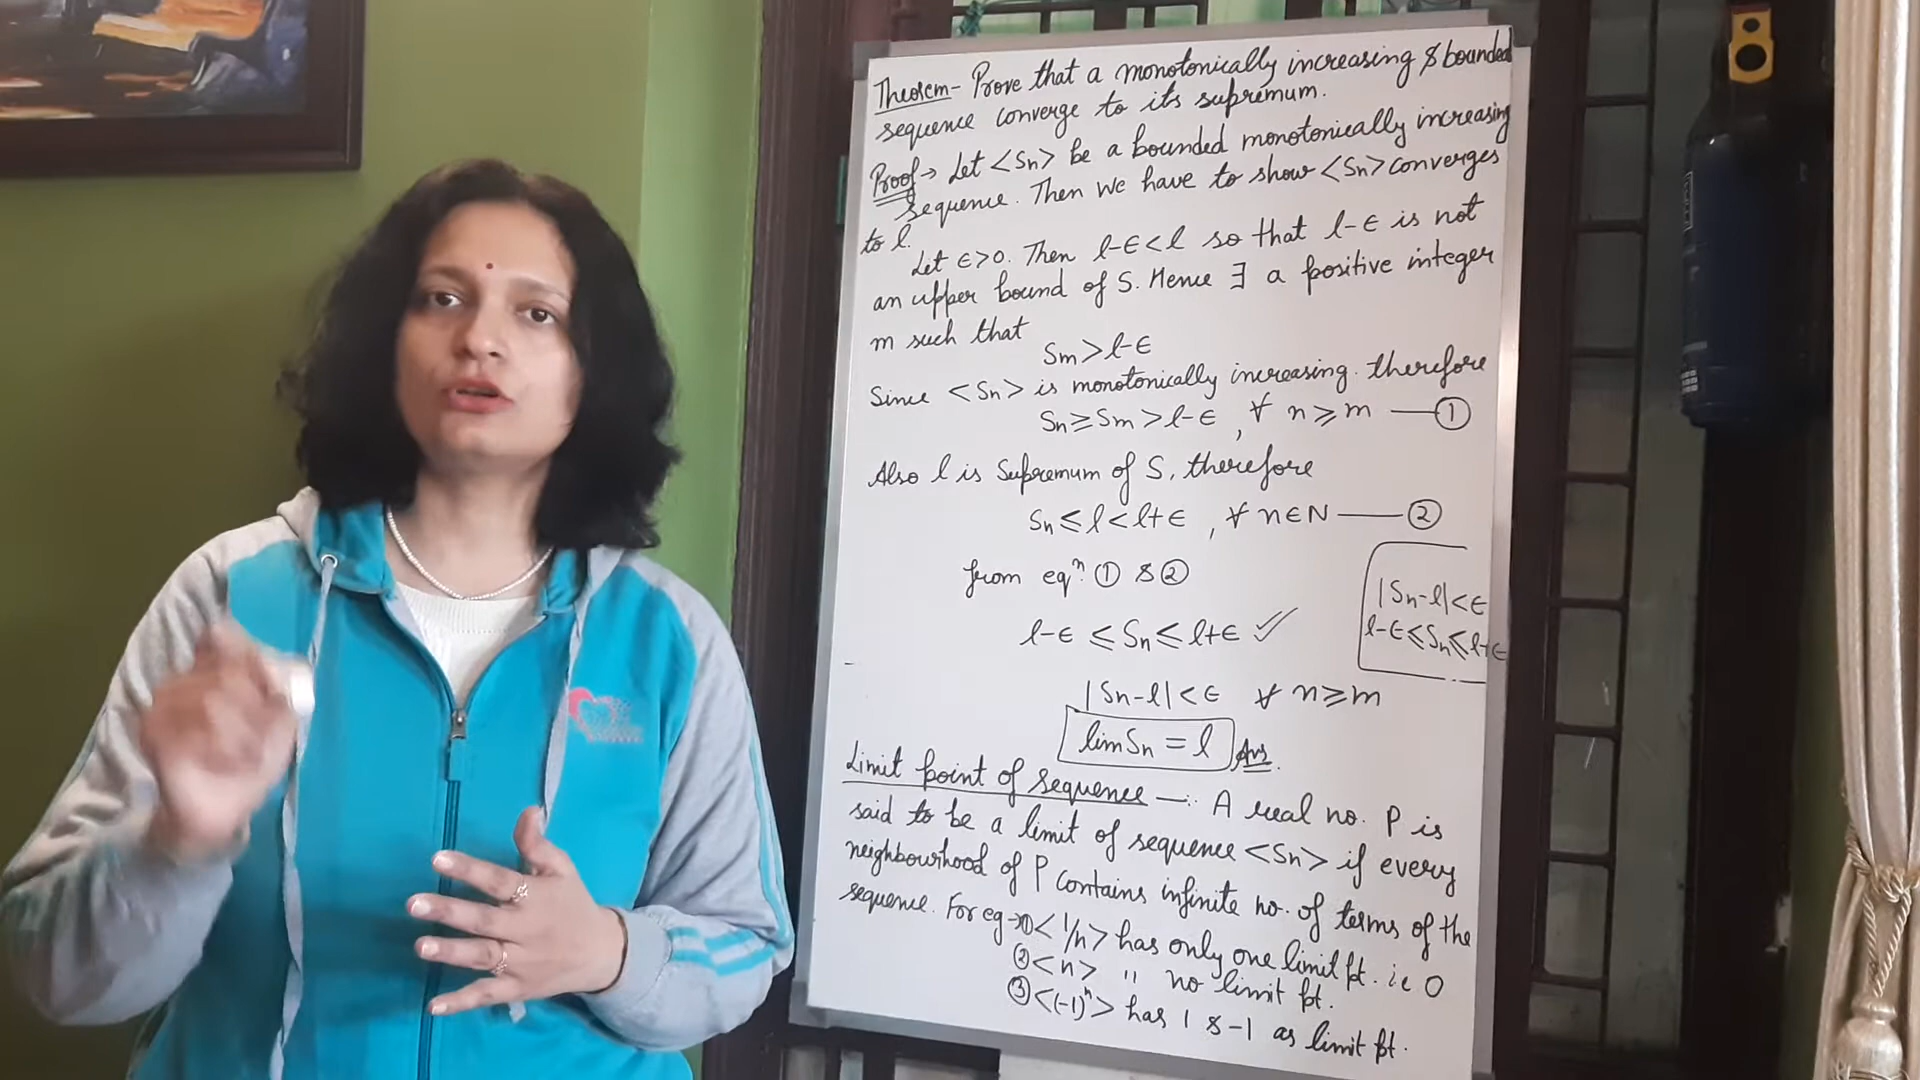 Theorem- Prove that a monotonically increasing & bounded
sequence converge to its supremum.
Proof→ Let <Sn> be a bounded monotonically increasing
sequence. Then We have to show <Sn> converges
to l.
Let ϵ>0. Then l-ϵ<l so that l-ϵ is not
an upper bound of S. Hence ∃ a positive integer
m such that
Sm>l-ϵ
Since <Sn> is monotonically increasing. therefore
Sn≥Sm>l-ϵ, ∀ n≥m —①
Also l is Supremum of S, therefore
Sn≤l<l+ϵ, ∀ n∈N —②
from eqⁿ. ① & ②
l-ϵ ≤Sn≤l+ϵ ✓
|Sn-l|<ϵ
l-ϵ≤Sn≤l+ϵ
|Sn-l|<ϵ ∀ n≥m
limSn = l Ans.
Limit point of sequence —: A real no. P is
said to be a limit of sequence <Sn> if every
neighbourhood of P contains infinite no. of terms of the
sequence. For eg→① <1/n> has only one limit pt. i.e 0
② <n> " no limit pt.
③ <(-1)ⁿ> has 1 & -1 as limit pt.